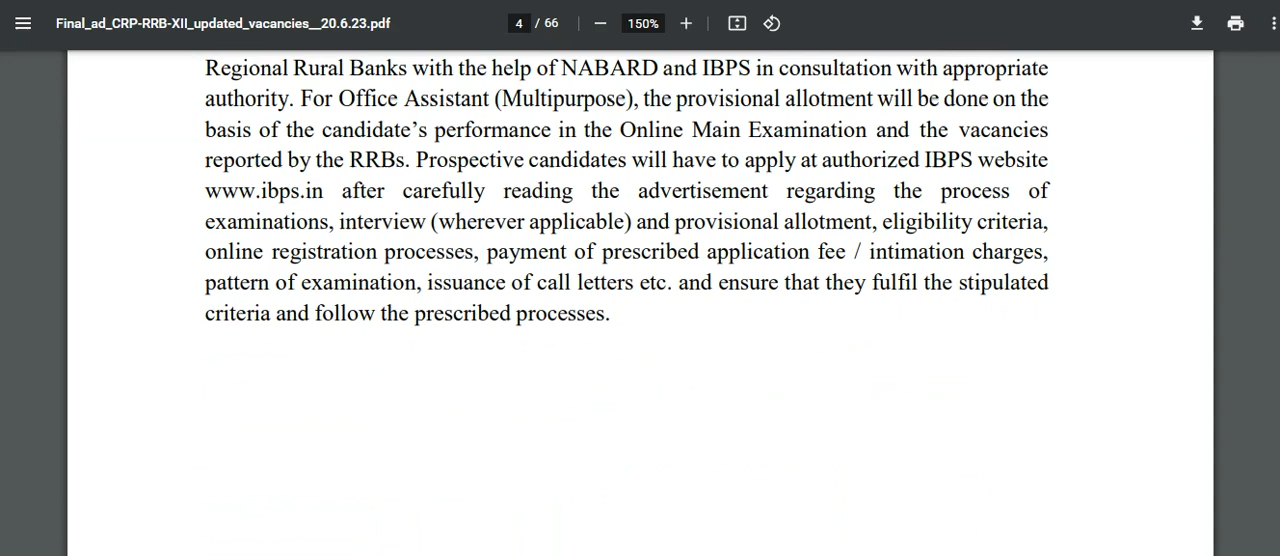 Final_ad_CRP-RRB-XII_updated_vacancies__20.6.23.pdf 4 / 66 150%
Regional Rural Banks with the help of NABARD and IBPS in consultation with appropriate
authority. For Office Assistant (Multipurpose), the provisional allotment will be done on the
basis of the candidate’s performance in the Online Main Examination and the vacancies
reported by the RRBs. Prospective candidates will have to apply at authorized IBPS website
www.ibps.in after carefully reading the advertisement regarding the process of
examinations, interview (wherever applicable) and provisional allotment, eligibility criteria,
online registration processes, payment of prescribed application fee / intimation charges,
pattern of examination, issuance of call letters etc. and ensure that they fulfil the stipulated
criteria and follow the prescribed processes.